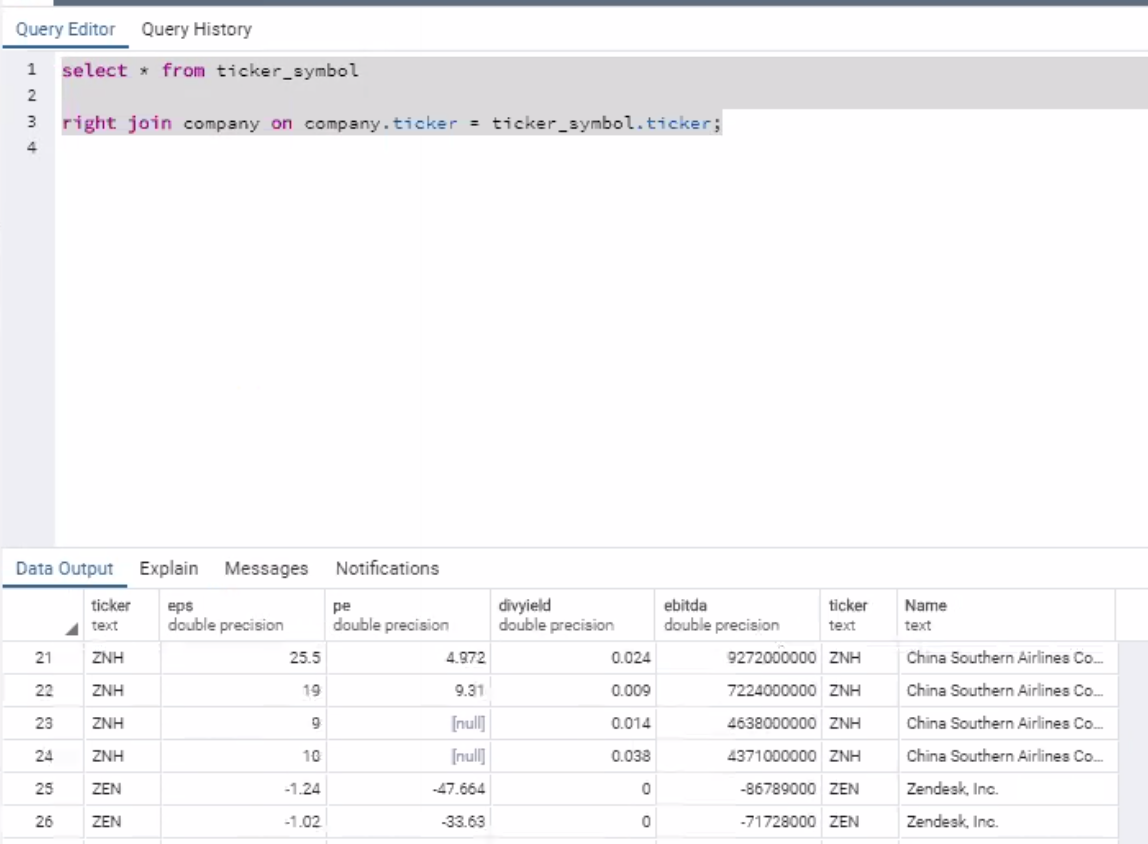 Query Editor Query History
1 select * from ticker_symbol
2
3 right join company on company.ticker = ticker_symbol.ticker;
4
Data Output Explain Messages Notifications
ticker eps pe divyield ebitda ticker Name
text double precision double precision double precision double precision text text
21 ZNH 25.5 4.972 0.024 9272000000 ZNH China Southern Airlines Co...
22 ZNH 19 9.31 0.009 7224000000 ZNH China Southern Airlines Co...
23 ZNH 9 [null] 0.014 4638000000 ZNH China Southern Airlines Co...
24 ZNH 10 [null] 0.038 4371000000 ZNH China Southern Airlines Co...
25 ZEN -1.24 -47.664 0 -86789000 ZEN Zendesk, Inc.
26 ZEN -1.02 -33.63 0 -71728000 ZEN Zendesk, Inc.